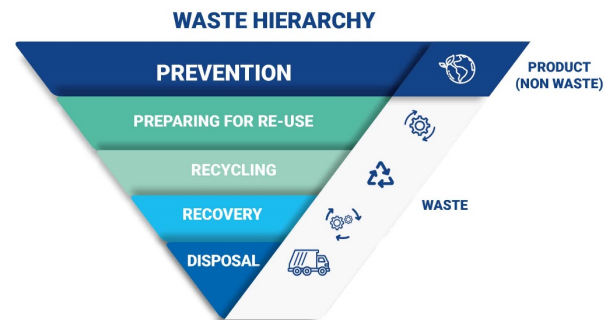 WASTE HIERARCHY
PREVENTION
PRODUCT
(NON WASTE)
PREPARING FOR RE-USE
RECYCLING
RECOVERY
WASTE
DISPOSAL